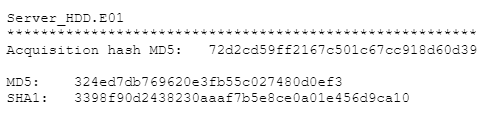 Server_HDD.E01
*********************************************************
Acquisition hash MD5: 72d2cd59ff2167c501c67cc918d60d39
MD5: 324ed7db769620e3fb55c027480d0ef3
SHA1: 3398f90d2438230aaaf7b5e8ce0a01e456d9ca10